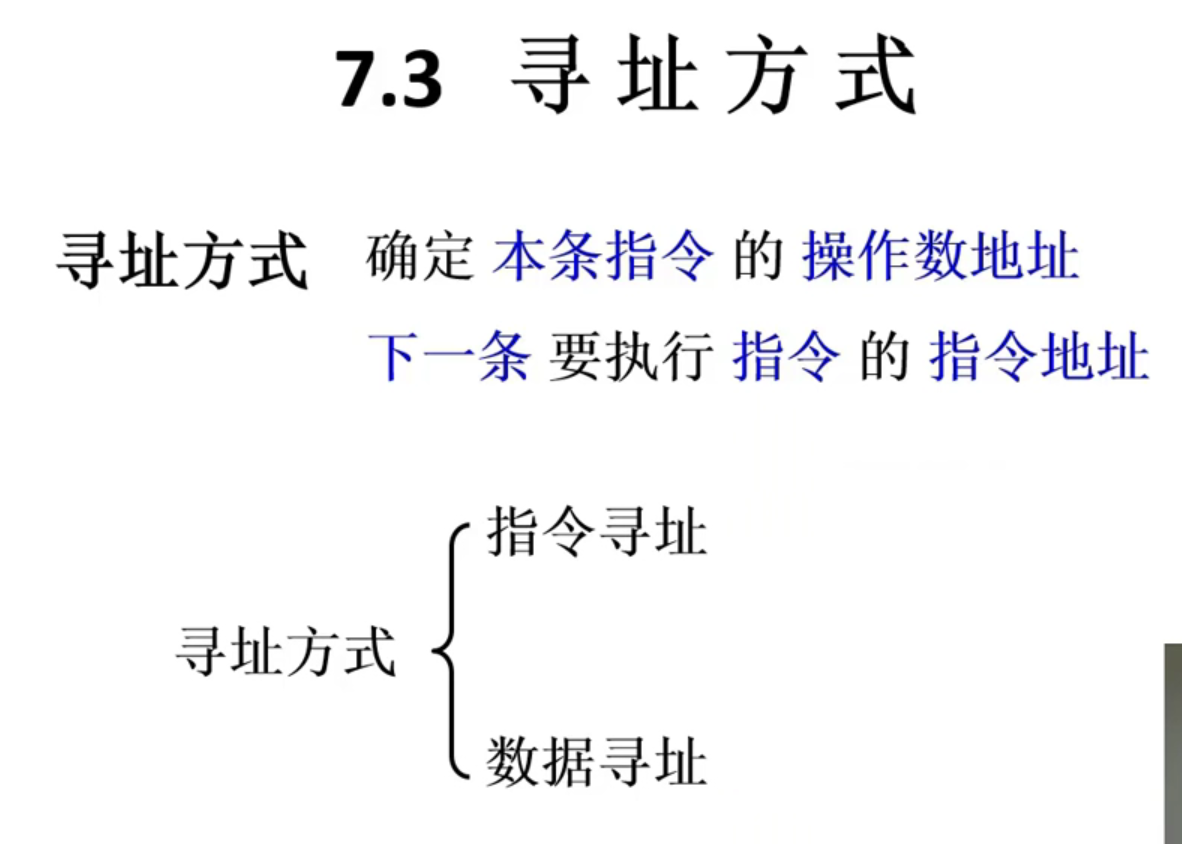 7.3 寻址方式
寻址方式 确定 本条指令 的 操作数地址
下一条 要执行 指令 的 指令地址
指令寻址
寻址方式
数据寻址